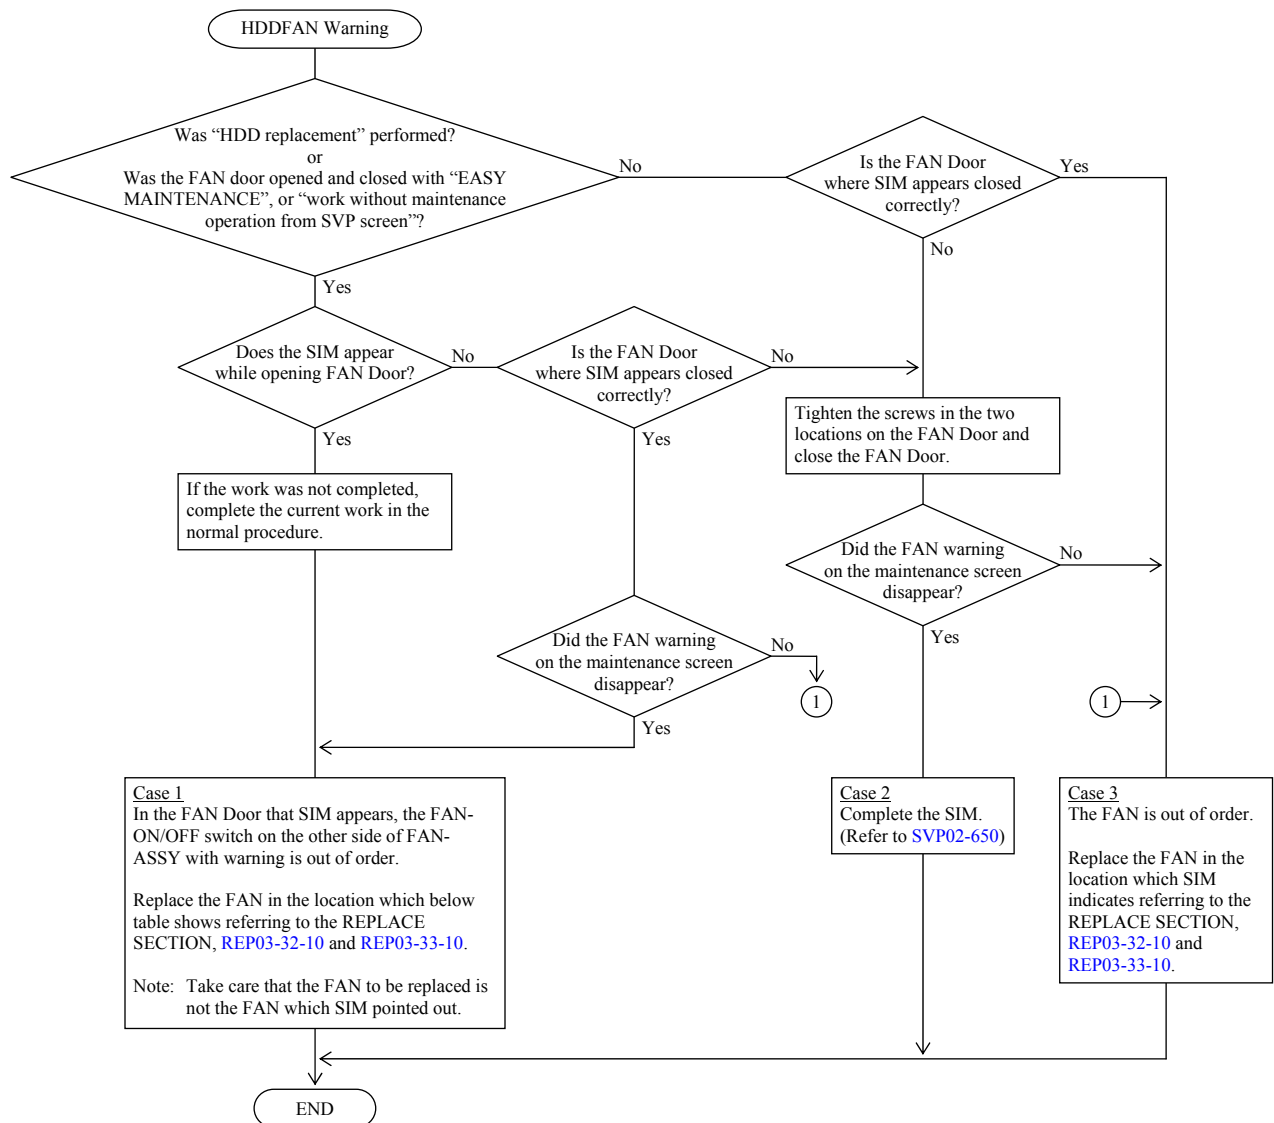 HDDFAN Warning
Was “HDD replacement” performed?
or
Was the FAN door opened and closed with “EASY
MAINTENANCE”, or “work without maintenance
operation from SVP screen”?
No
Is the FAN Door
where SIM appears closed
correctly?
Yes
No
Yes
Does the SIM appear
while opening FAN Door?
No
Is the FAN Door
where SIM appears closed
correctly?
No
Yes
Yes
Tighten the screws in the two
locations on the FAN Door and
close the FAN Door.
If the work was not completed,
complete the current work in the
normal procedure.
Did the FAN warning
on the maintenance screen
disappear?
No
Yes
Did the FAN warning
on the maintenance screen
disappear?
No
1
1
Yes
Case 1
In the FAN Door that SIM appears, the FAN-
ON/OFF switch on the other side of FAN-
ASSY with warning is out of order.
Replace the FAN in the location which below
table shows referring to the REPLACE
SECTION, REP03-32-10 and REP03-33-10.
Note: Take care that the FAN to be replaced is
not the FAN which SIM pointed out.
Case 2
Complete the SIM.
(Refer to SVP02-650)
Case 3
The FAN is out of order.
Replace the FAN in the
location which SIM
indicates referring to the
REPLACE SECTION,
REP03-32-10 and
REP03-33-10.
END